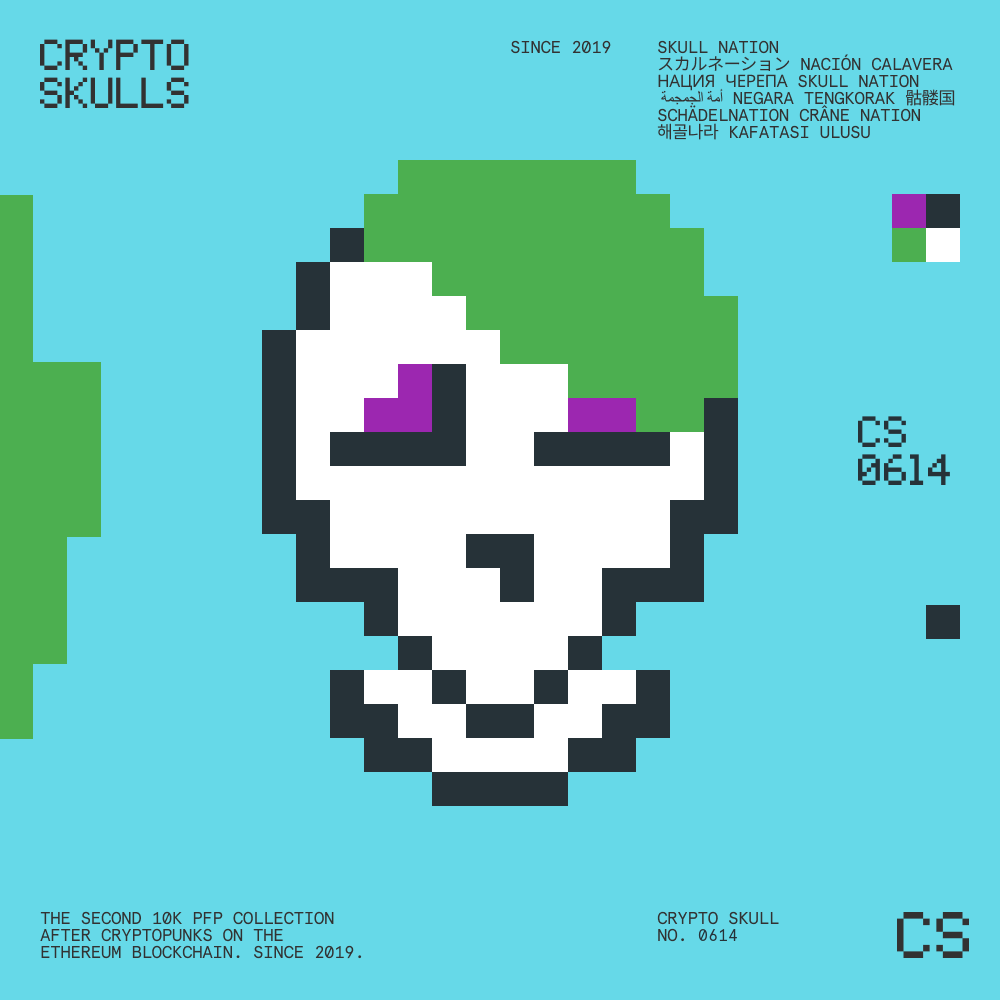 CRYPTO
SKULLS
SINCE 2019
SKULL NATION
スカルネーション NACIÓN CALAVERA
НАЦИЯ ЧЕРЕПА SKULL NATION
أمة الجمجمة NEGARA TENGKORAK 骷髅国
SCHÄDELNATION CRÂNE NATION
해골나라 KAFATASI ULUSU
CS
0614
THE SECOND 10K PFP COLLECTION
AFTER CRYPTOPUNKS ON THE
ETHEREUM BLOCKCHAIN. SINCE 2019.
CRYPTO SKULL
NO. 0614
CS